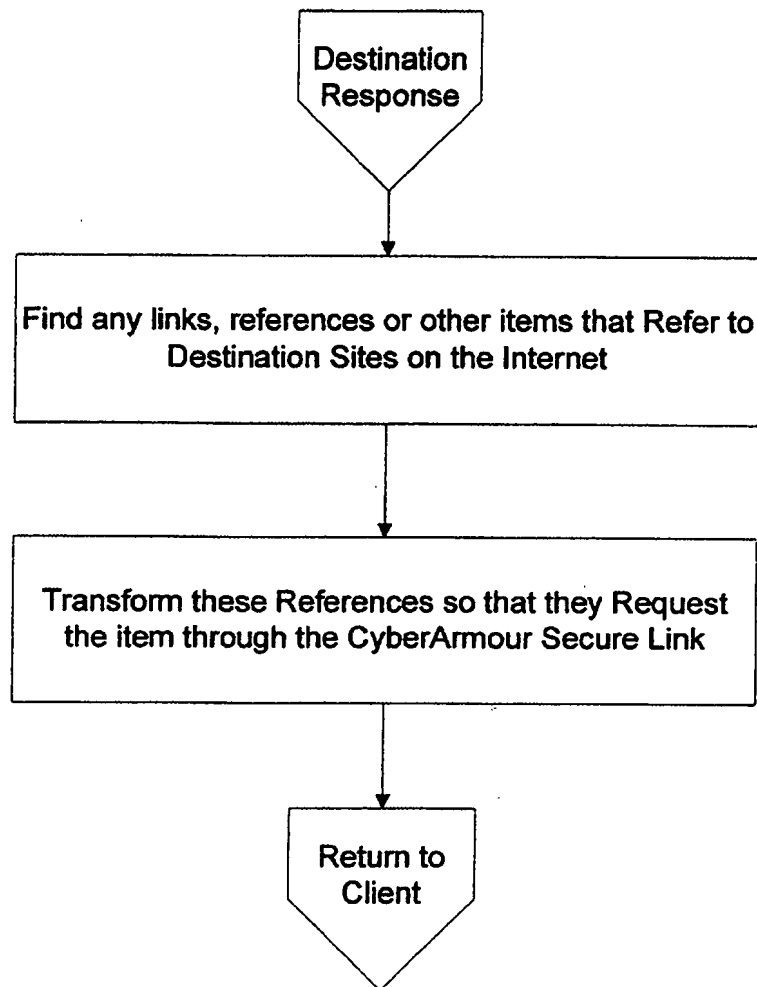 Destination
Response
Find any links, references or other items that Refer to
Destination Sites on the Internet
Transform these References so that they Request
the item through the CyberArmour Secure Link
Return to
Client